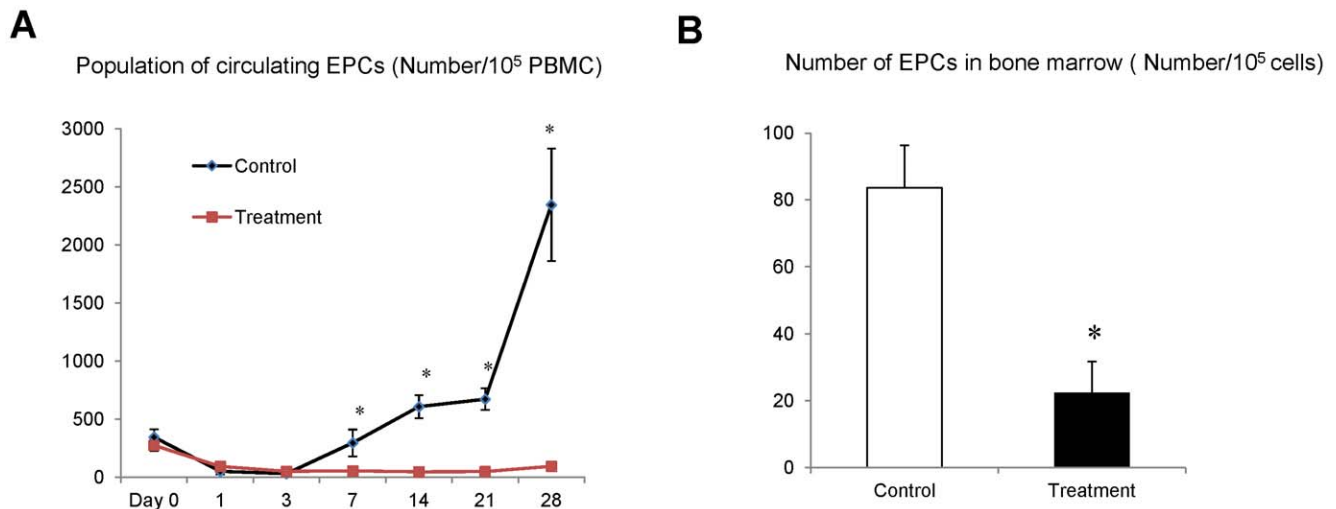 A
Population of circulating EPCs (Number/10⁵ PBMC)
3000
2500
2000
1500
1000
500
0
Control
Treatment
*
*
*
*
Day 0 1 3 7 14 21 28
B
Number of EPCs in bone marrow ( Number/10⁵ cells)
100
80
60
40
20
0
*
Control Treatment